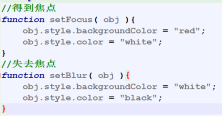 //得到焦点
function setFocus( obj ){
obj.style.backgroundColor = "red";
obj.style.color = "white";
}
//失去焦点
function setBlur( obj ){
obj.style.backgroundColor = "white";
obj.style.color = "black";
}